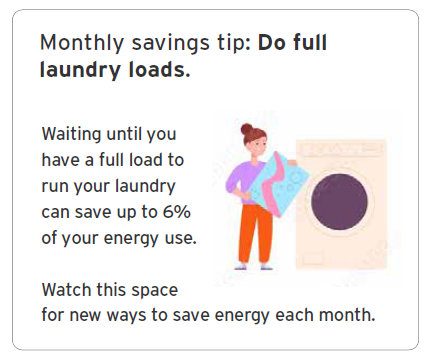 Monthly savings tip: Do full
laundry loads.
Waiting until you
have a full load to
run your laundry
can save up to 6%
of your energy use.
Watch this space
for new ways to save energy each month.